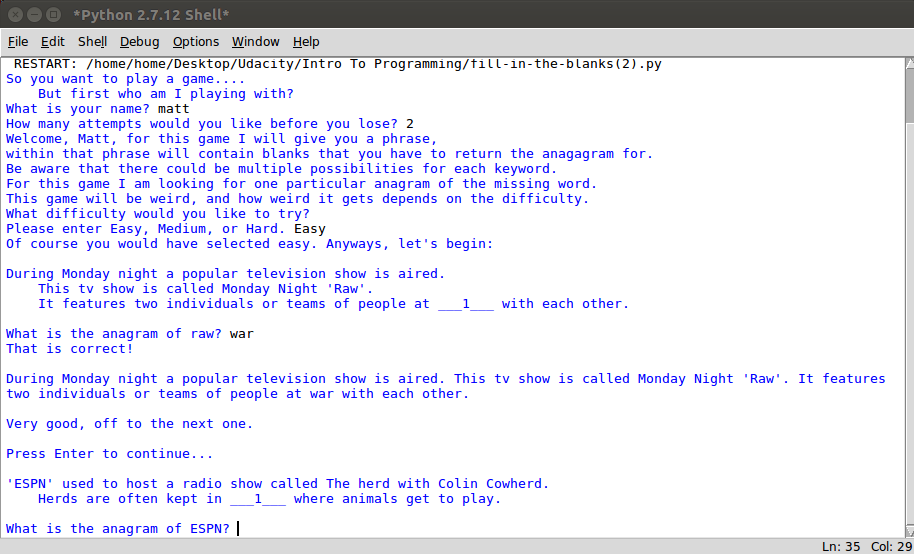 *Python 2.7.12 Shell*
File Edit Shell Debug Options Window Help
 RESTART: /home/home/Desktop/Udacity/Intro To Programming/fill-in-the-blanks(2).py
So you want to play a game....
    But first who am I playing with?
What is your name? matt
How many attempts would you like before you lose? 2
Welcome, Matt, for this game I will give you a phrase,
within that phrase will contain blanks that you have to return the anagagram for.
Be aware that there could be multiple possibilities for each keyword.
For this game I am looking for one particular anagram of the missing word.
This game will be weird, and how weird it gets depends on the difficulty.
What difficulty would you like to try?
Please enter Easy, Medium, or Hard. Easy
Of course you would have selected easy. Anyways, let's begin:

During Monday night a popular television show is aired.
    This tv show is called Monday Night 'Raw'.
    It features two individuals or teams of people at ___1___ with each other.

What is the anagram of raw? war
That is correct!

During Monday night a popular television show is aired. This tv show is called Monday Night 'Raw'. It features
two individuals or teams of people at war with each other.

Very good, off to the next one.

Press Enter to continue...

'ESPN' used to host a radio show called The herd with Colin Cowherd.
    Herds are often kept in ___1___ where animals get to play.

What is the anagram of ESPN?
Ln: 35 Col: 29